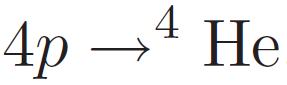 4p → ⁴ He